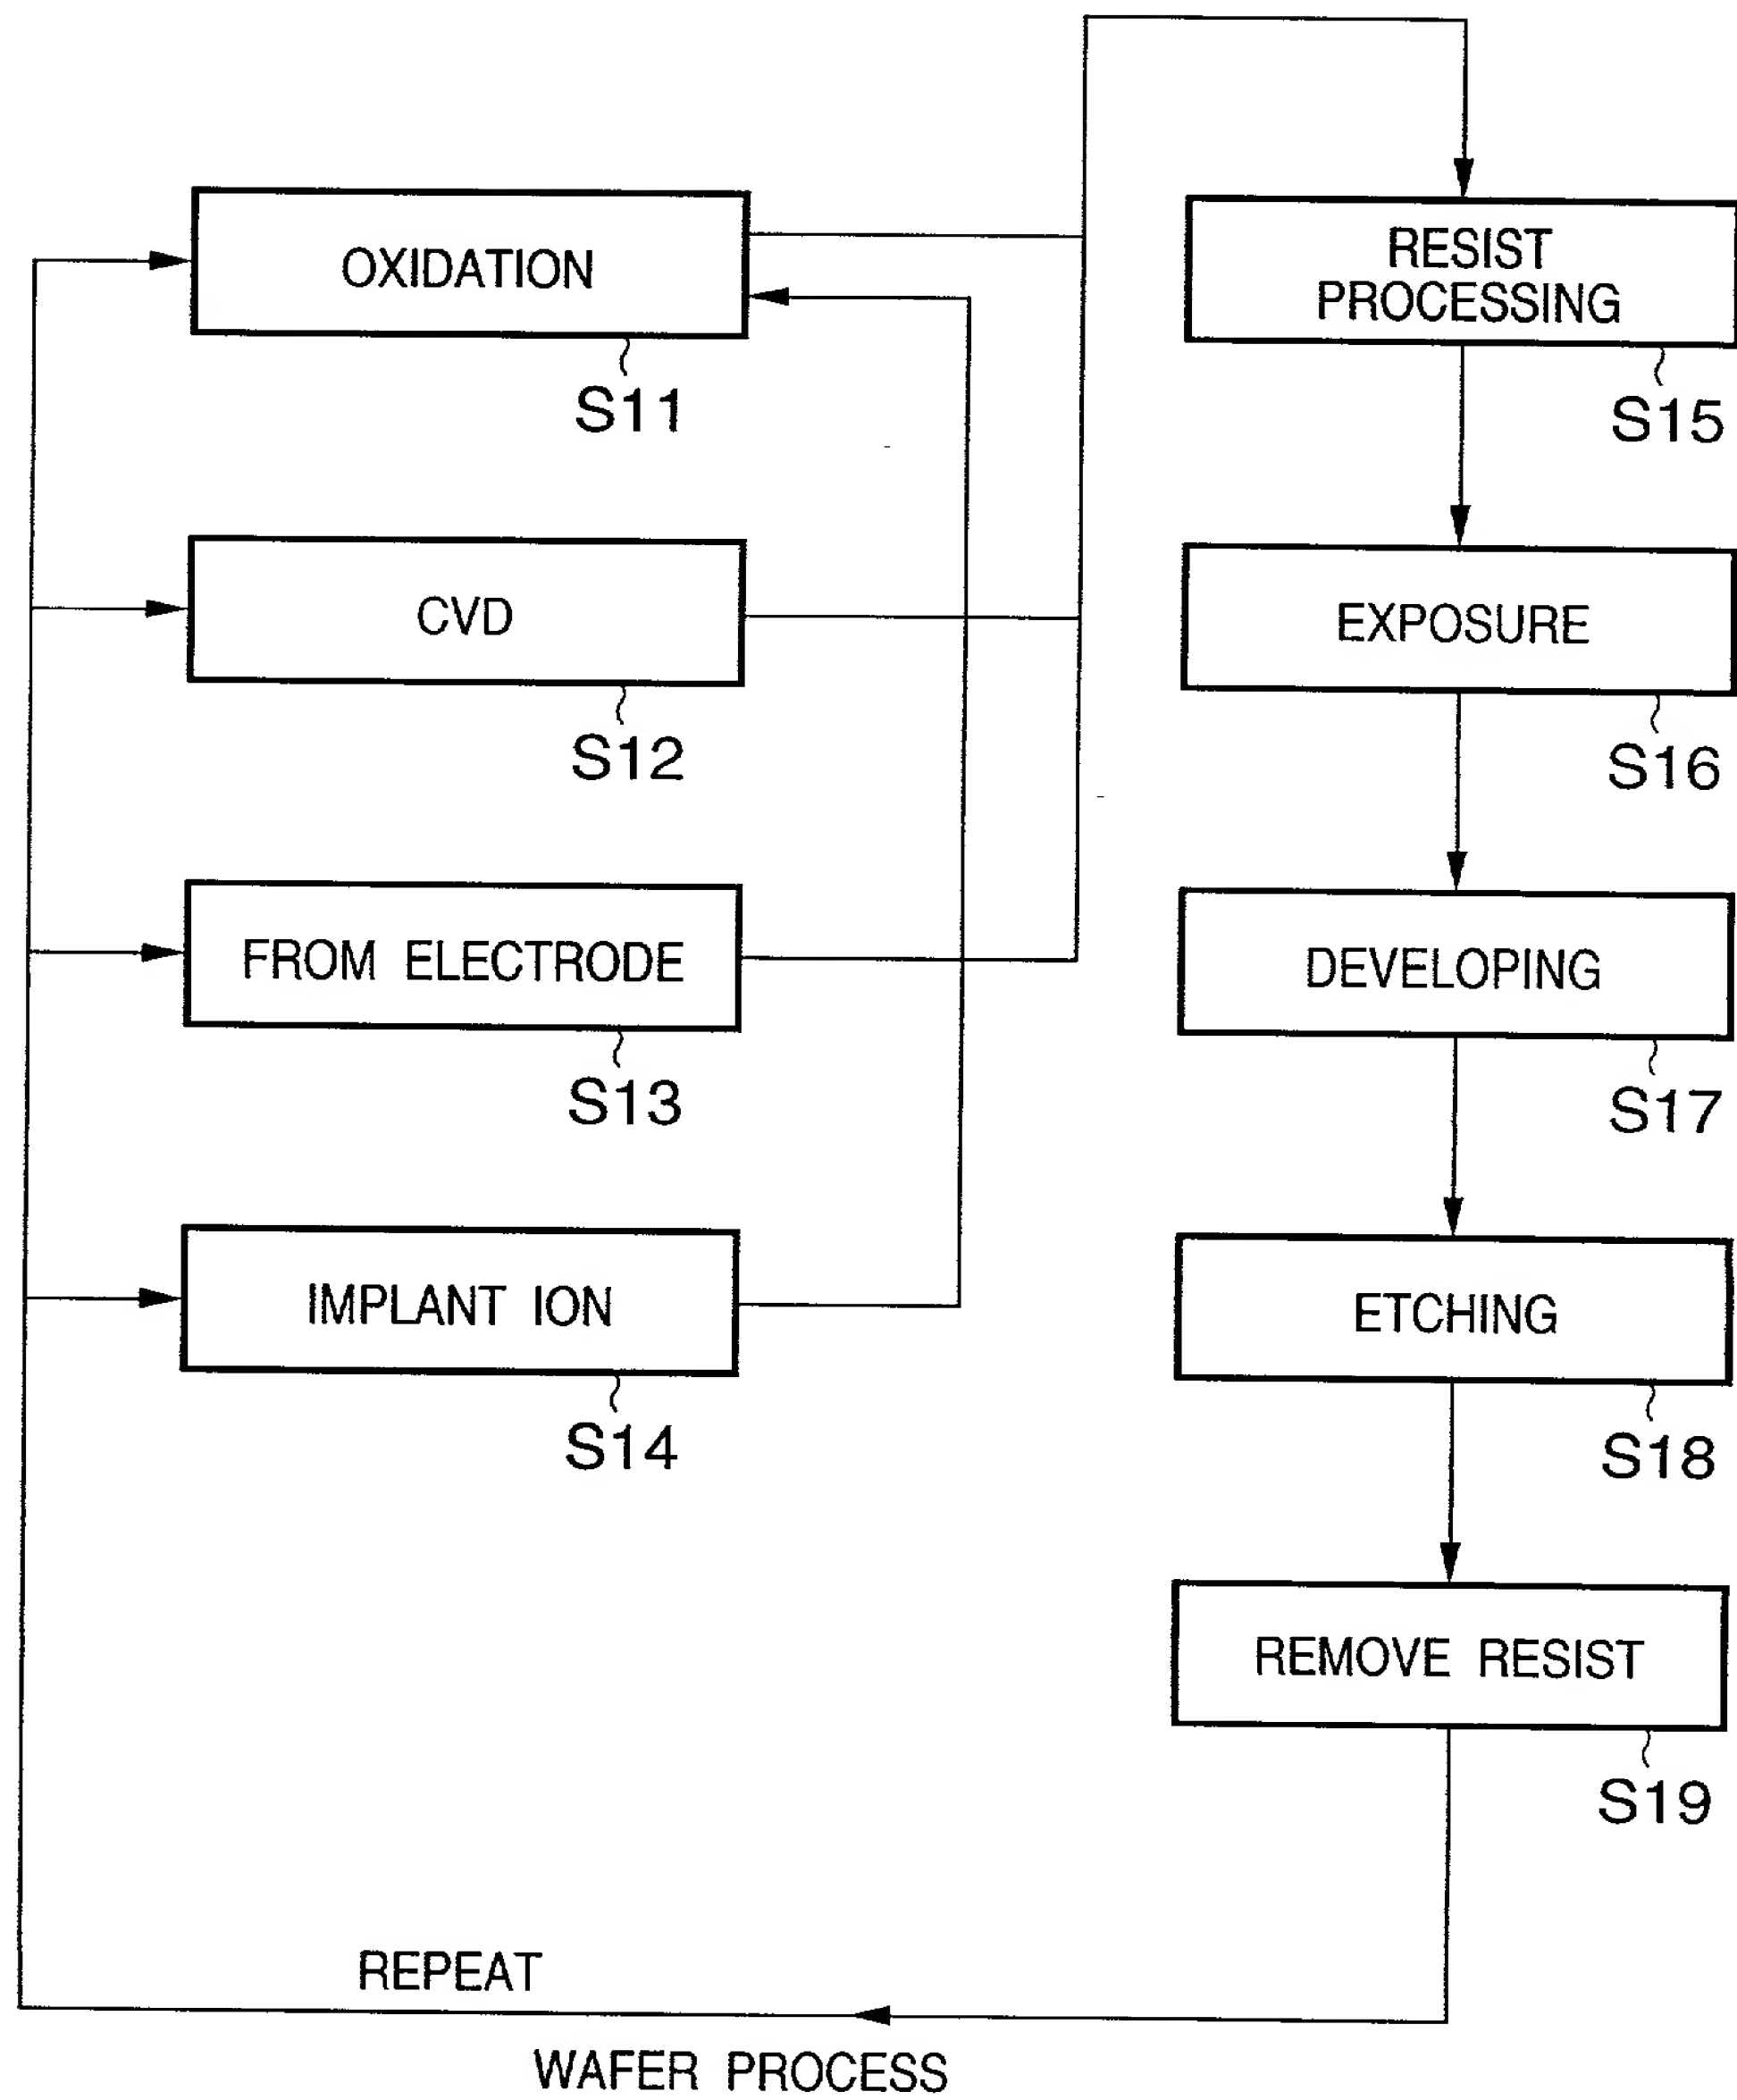 OXIDATION
S11
CVD
S12
FROM ELECTRODE
S13
IMPLANT ION
S14
RESIST
PROCESSING
S15
EXPOSURE
S16
DEVELOPING
S17
ETCHING
S18
REMOVE RESIST
S19
REPEAT
WAFER PROCESS